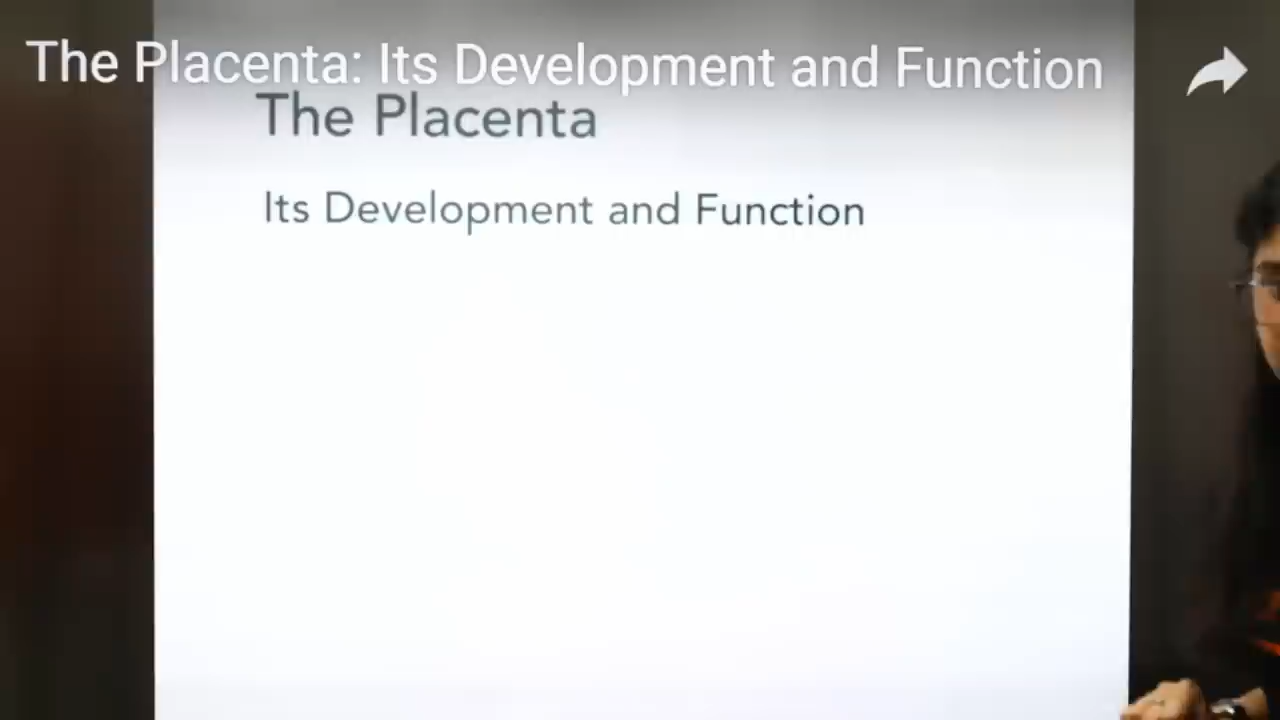 The Placenta: Its Development and Function
The Placenta
Its Development and Function